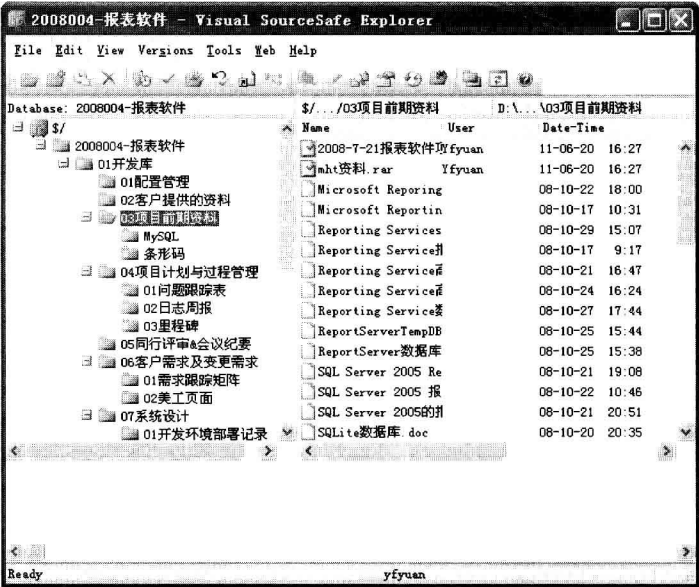 2008004-报表软件 - Visual SourceSafe Explorer
File Edit View Versions Tools Web Help
Database: 2008004-报表软件
$/
2008004-报表软件
01开发库
01配置管理
02客户提供的资料
03项目前期资料
MySQL
条形码
04项目计划与过程管理
01问题跟踪表
02日志周报
03里程碑
05同行评审&会议纪要
06客户需求及变更需求
01需求跟踪矩阵
02美工页面
07系统设计
01开发环境部署记录
$/.../03项目前期资料 D:\...\03项目前期资料
Name User Date-Time
2008-7-21报表软件 Yfyuan 11-06-20 16:27
mht资料.rar Yfyuan 11-06-20 16:27
Microsoft Reporing 08-10-22 18:00
Microsoft Reportin 08-10-17 10:31
Reporting Services 08-10-29 15:07
Reporting Service 08-10-17 9:17
Reporting Service 08-10-21 16:47
Reporting Service 08-10-24 16:24
Reporting Service 08-10-27 17:44
ReportServerTempDB 08-10-25 15:44
ReportServer数据库 08-10-25 15:38
SQL Server 2005 Re 08-10-21 19:08
SQL Server 2005 报 08-10-22 10:46
SQL Server 2005的 08-10-21 20:51
SQLite数据库.doc 08-10-20 20:35
Ready yfyuan